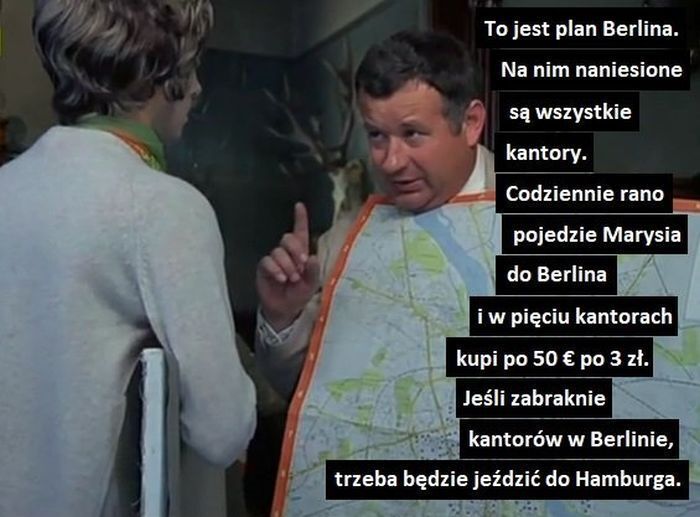 To jest plan Berlina.
Na nim naniesione
są wszystkie
kantory.
Codziennie rano
pojedzie Marysia
do Berlina
i w pięciu kantorach
kupi po 50 € po 3 zł.
Jeśli zabraknie
kantorów w Berlinie,
trzeba będzie jeździć do Hamburga.